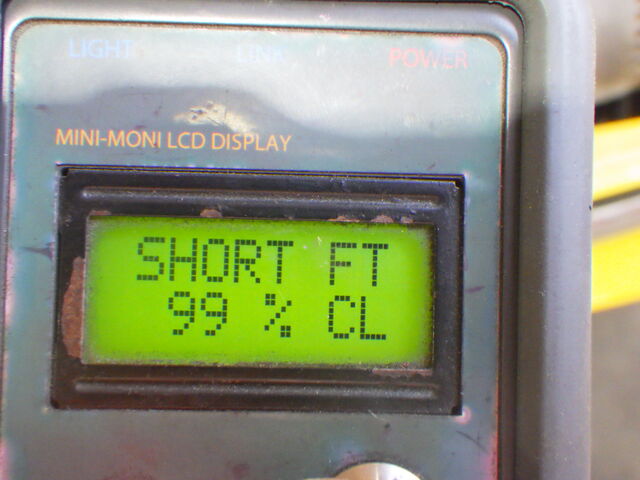 LIGHT LINK POWER
MINI-MONI LCD DISPLAY
SHORT FT
99 % CL